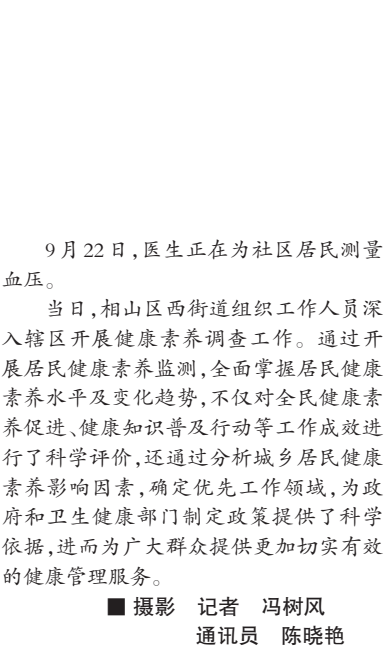 9月22日，医生正在为社区居民测量
血压。
当日，相山区西街道组织工作人员深
入辖区开展健康素养调查工作。通过开
展居民健康素养监测，全面掌握居民健康
素养水平及变化趋势，不仅对全民健康素
养促进、健康知识普及行动等工作成效进
行了科学评价，还通过分析城乡居民健康
素养影响因素，确定优先工作领域，为政
府和卫生健康部门制定政策提供了科学
依据，进而为广大群众提供更加切实有效
的健康管理服务。
■ 摄影　记者　冯树风
通讯员　陈晓艳